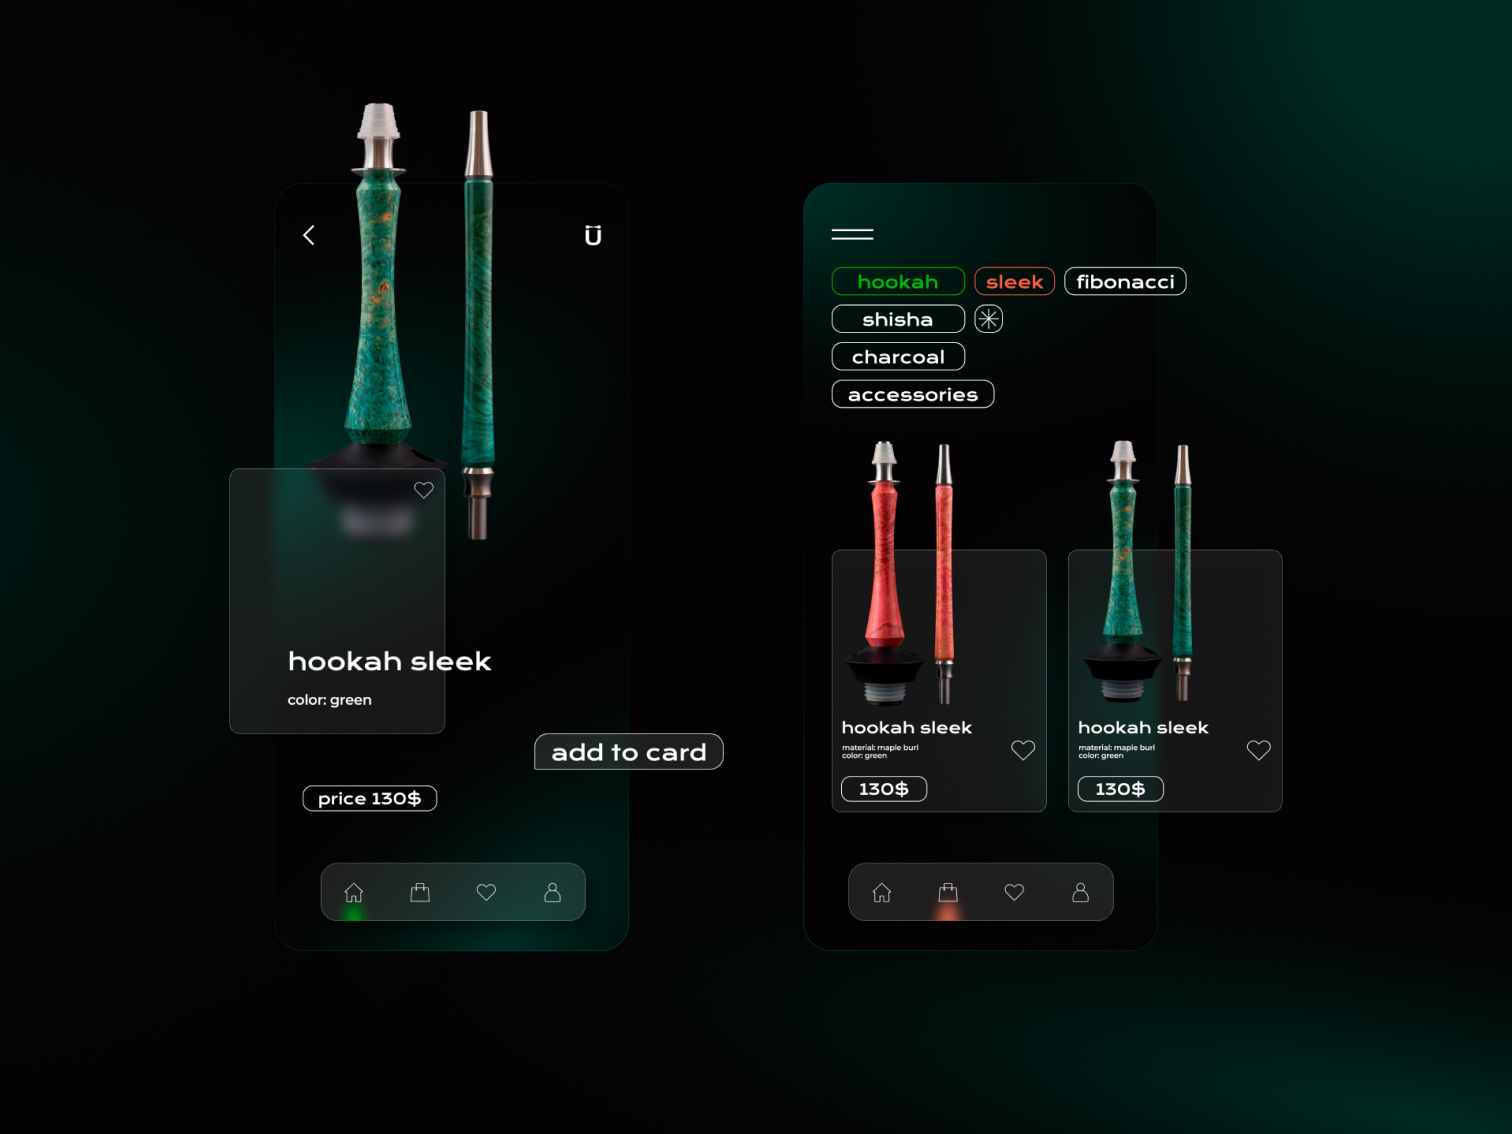 Ü
hookah sleek
color: green
add to card
price 130$
hookah
sleek
fibonacci
shisha
charcoal
accessories
hookah sleek
material: maple burl
color: green
130$
hookah sleek
material: maple burl
color: green
130$